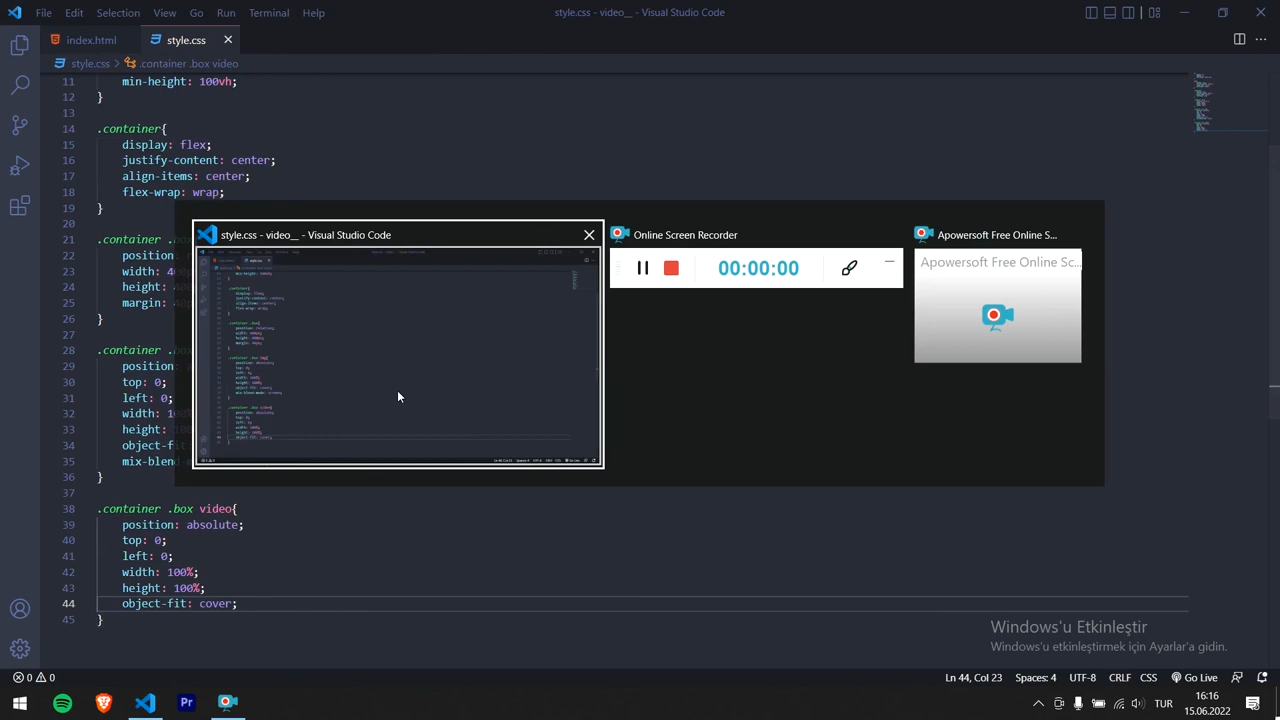 File Edit Selection View Go Run Terminal Help
style.css - video__ - Visual Studio Code
index.html
style.css
style.css > .container .box video
11 min-height: 100vh;
12 }
13
14 .container{
15 display: flex;
16 justify-content: center;
17 align-items: center;
18 flex-wrap: wrap;
19 }
20
21 .container .b
22 position:
23 width: 4
24 height:
25 margin:
26 }
27
28 .container .b
29 position:
30 top: 0;
31 left: 0;
32 width: 10
33 height: 1
34 object-fit
35 mix-blend-
36 }
37
38 .container .box video{
39 position: absolute;
40 top: 0;
41 left: 0;
42 width: 100%;
43 height: 100%;
44 object-fit: cover;
45 }
style.css - video__ - Visual Studio Code
Online Screen Recorder
00:00:00
Apowersoft Free Online S...
Apowersoft Free Online Sc...
Windows'u Etkinleştir
Windows'u etkinleştirmek için Ayarlar'a gidin.
0 0
Ln 44, Col 23 Spaces: 4 UTF-8 CRLF CSS Go Live
Pr
TUR
16:16
15.06.2022